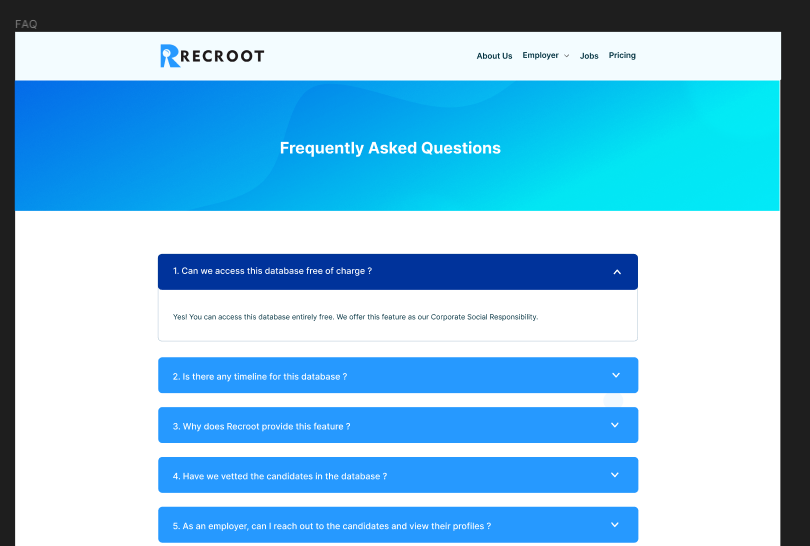 FAQ
RECROOT
About Us Employer Jobs Pricing
Frequently Asked Questions
1. Can we access this database free of charge ?
Yes! You can access this database entirely free. We offer this feature as our Corporate Social Responsibility.
2. Is there any timeline for this database ?
3. Why does Recroot provide this feature ?
4. Have we vetted the candidates in the database ?
5. As an employer, can I reach out to the candidates and view their profiles ?